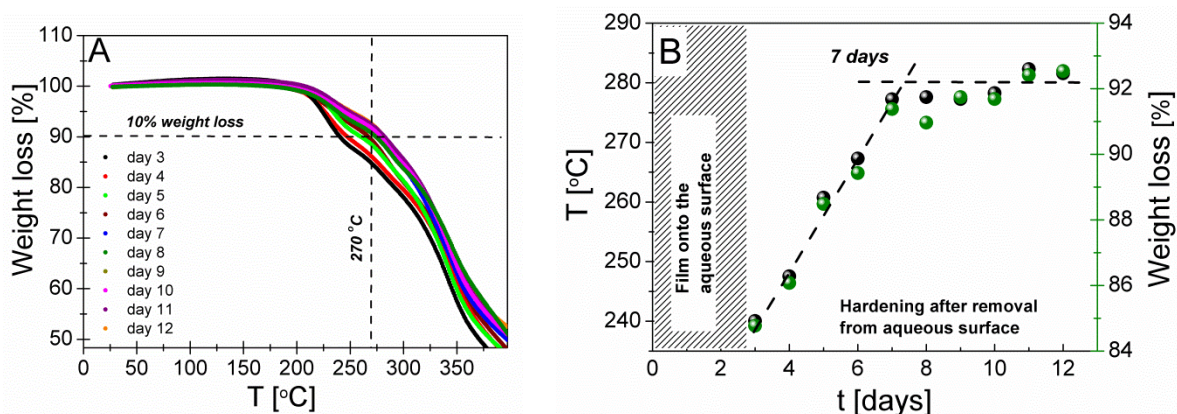 A
Weight loss [%]
110
100
90
80
70
60
50
10% weight loss
day 3
day 4
day 5
day 6
day 7
day 8
day 9
day 10
day 11
day 12
270 °C
0 50 100 150 200 250 300 350
T [°C]
B
T [°C]
290
280
270
260
250
240
7 days
Film onto the
aqueous surface
Hardening after removal
from aqueous surface
0 2 4 6 8 10 12
t [days]
94
92
90
88
86
84
Weight loss [%]